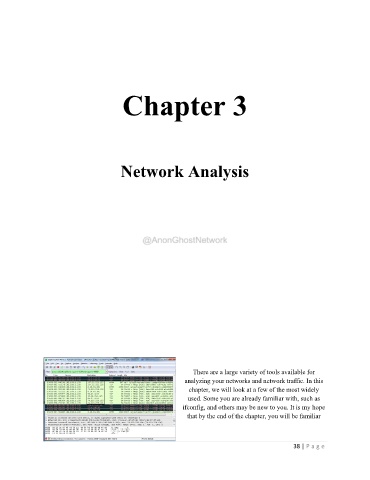 Chapter 3
Network Analysis
@AnonGhostNetwork
There are a large variety of tools available for
analyzing your networks and network traffic. In this
chapter, we will look at a few of the most widely
used. Some you are already familiar with, such as
ifconfig, and others may be new to you. It is my hope
that by the end of the chapter, you will be familiar
38 | Page